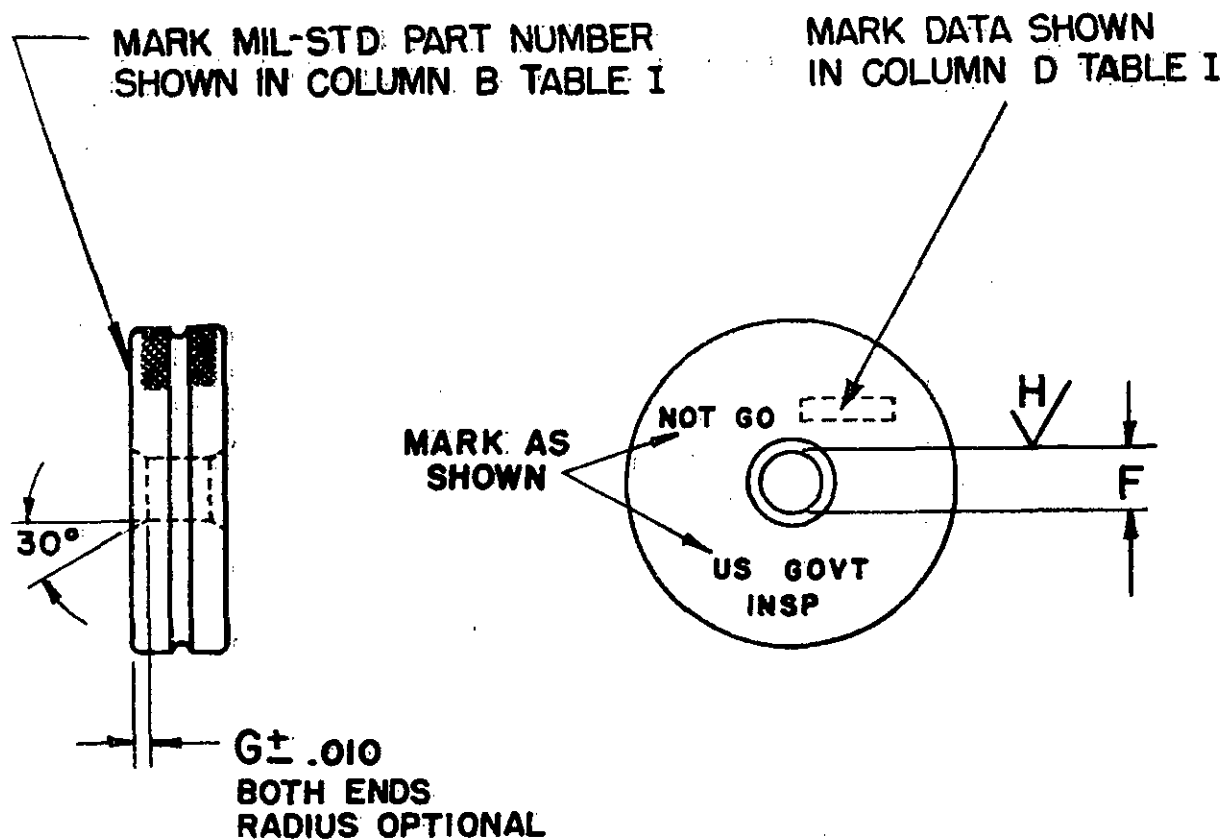 MARK MIL-STD PART NUMBER
SHOWN IN COLUMN B TABLE I
MARK DATA SHOWN
IN COLUMN D TABLE I
NOT GO
H
MARK AS
SHOWN
F
30°
US GOVT
INSP
G± .010
BOTH ENDS
RADIUS OPTIONAL